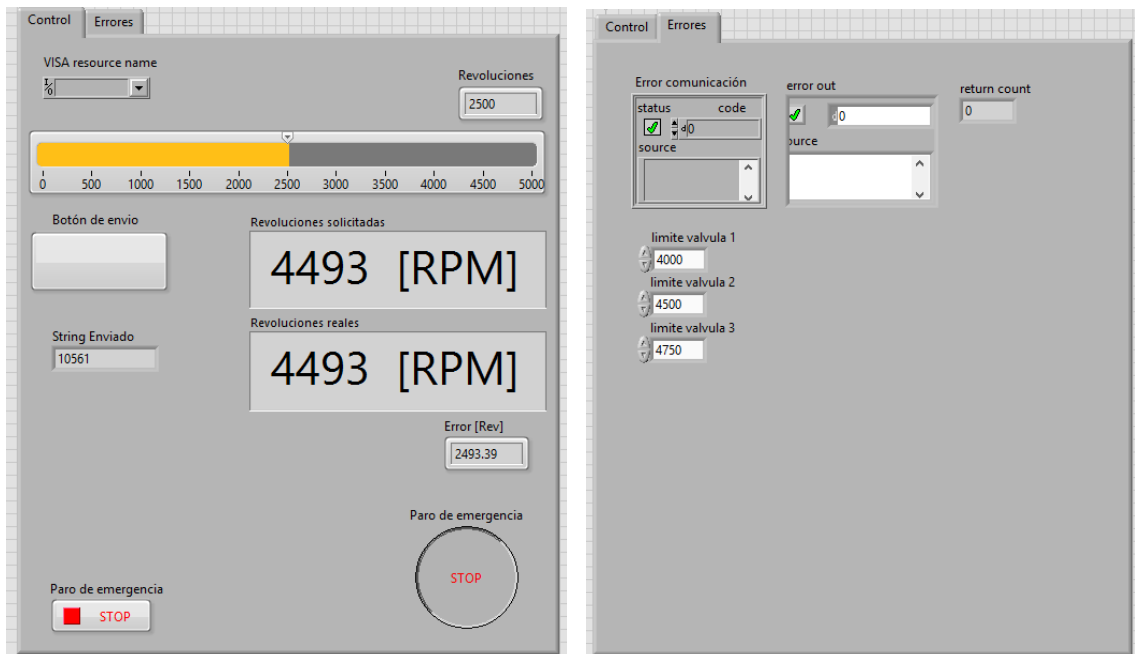 Control Errores
VISA resource name
I/O
Revoluciones
2500
0 500 1000 1500 2000 2500 3000 3500 4000 4500 5000
Botón de envio
Revoluciones solicitadas
4493 [RPM]
String Enviado
10561
Revoluciones reales
4493 [RPM]
Error [Rev]
2493.39
Paro de emergencia
STOP
Paro de emergencia
STOP
Control Errores
Error comunicación
status code
d 0
source
error out
d 0
ource
return count
0
limite valvula 1
4000
limite valvula 2
4500
limite valvula 3
4750